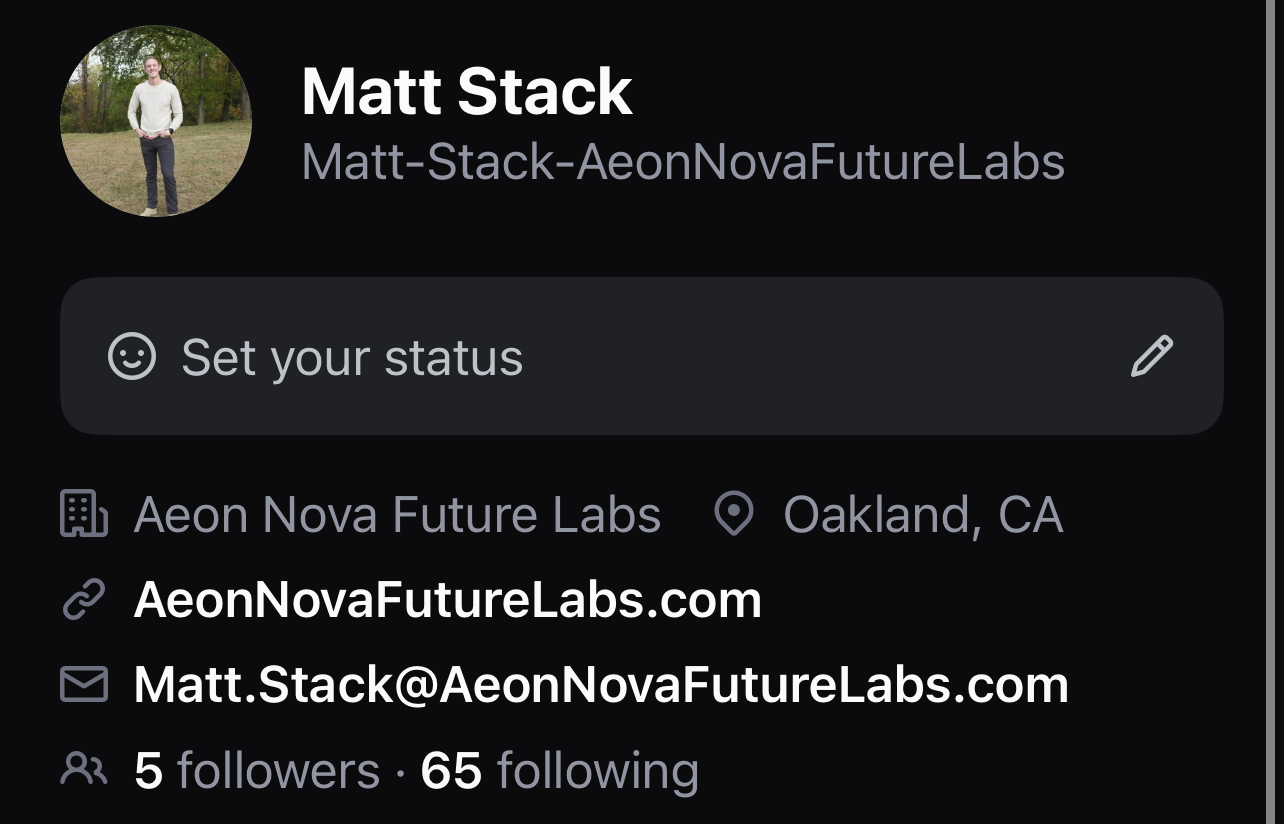 Matt Stack
Matt-Stack-AeonNovaFutureLabs
Set your status
Aeon Nova Future Labs Oakland, CA
AeonNovaFutureLabs.com
Matt.Stack@AeonNovaFutureLabs.com
5 followers · 65 following